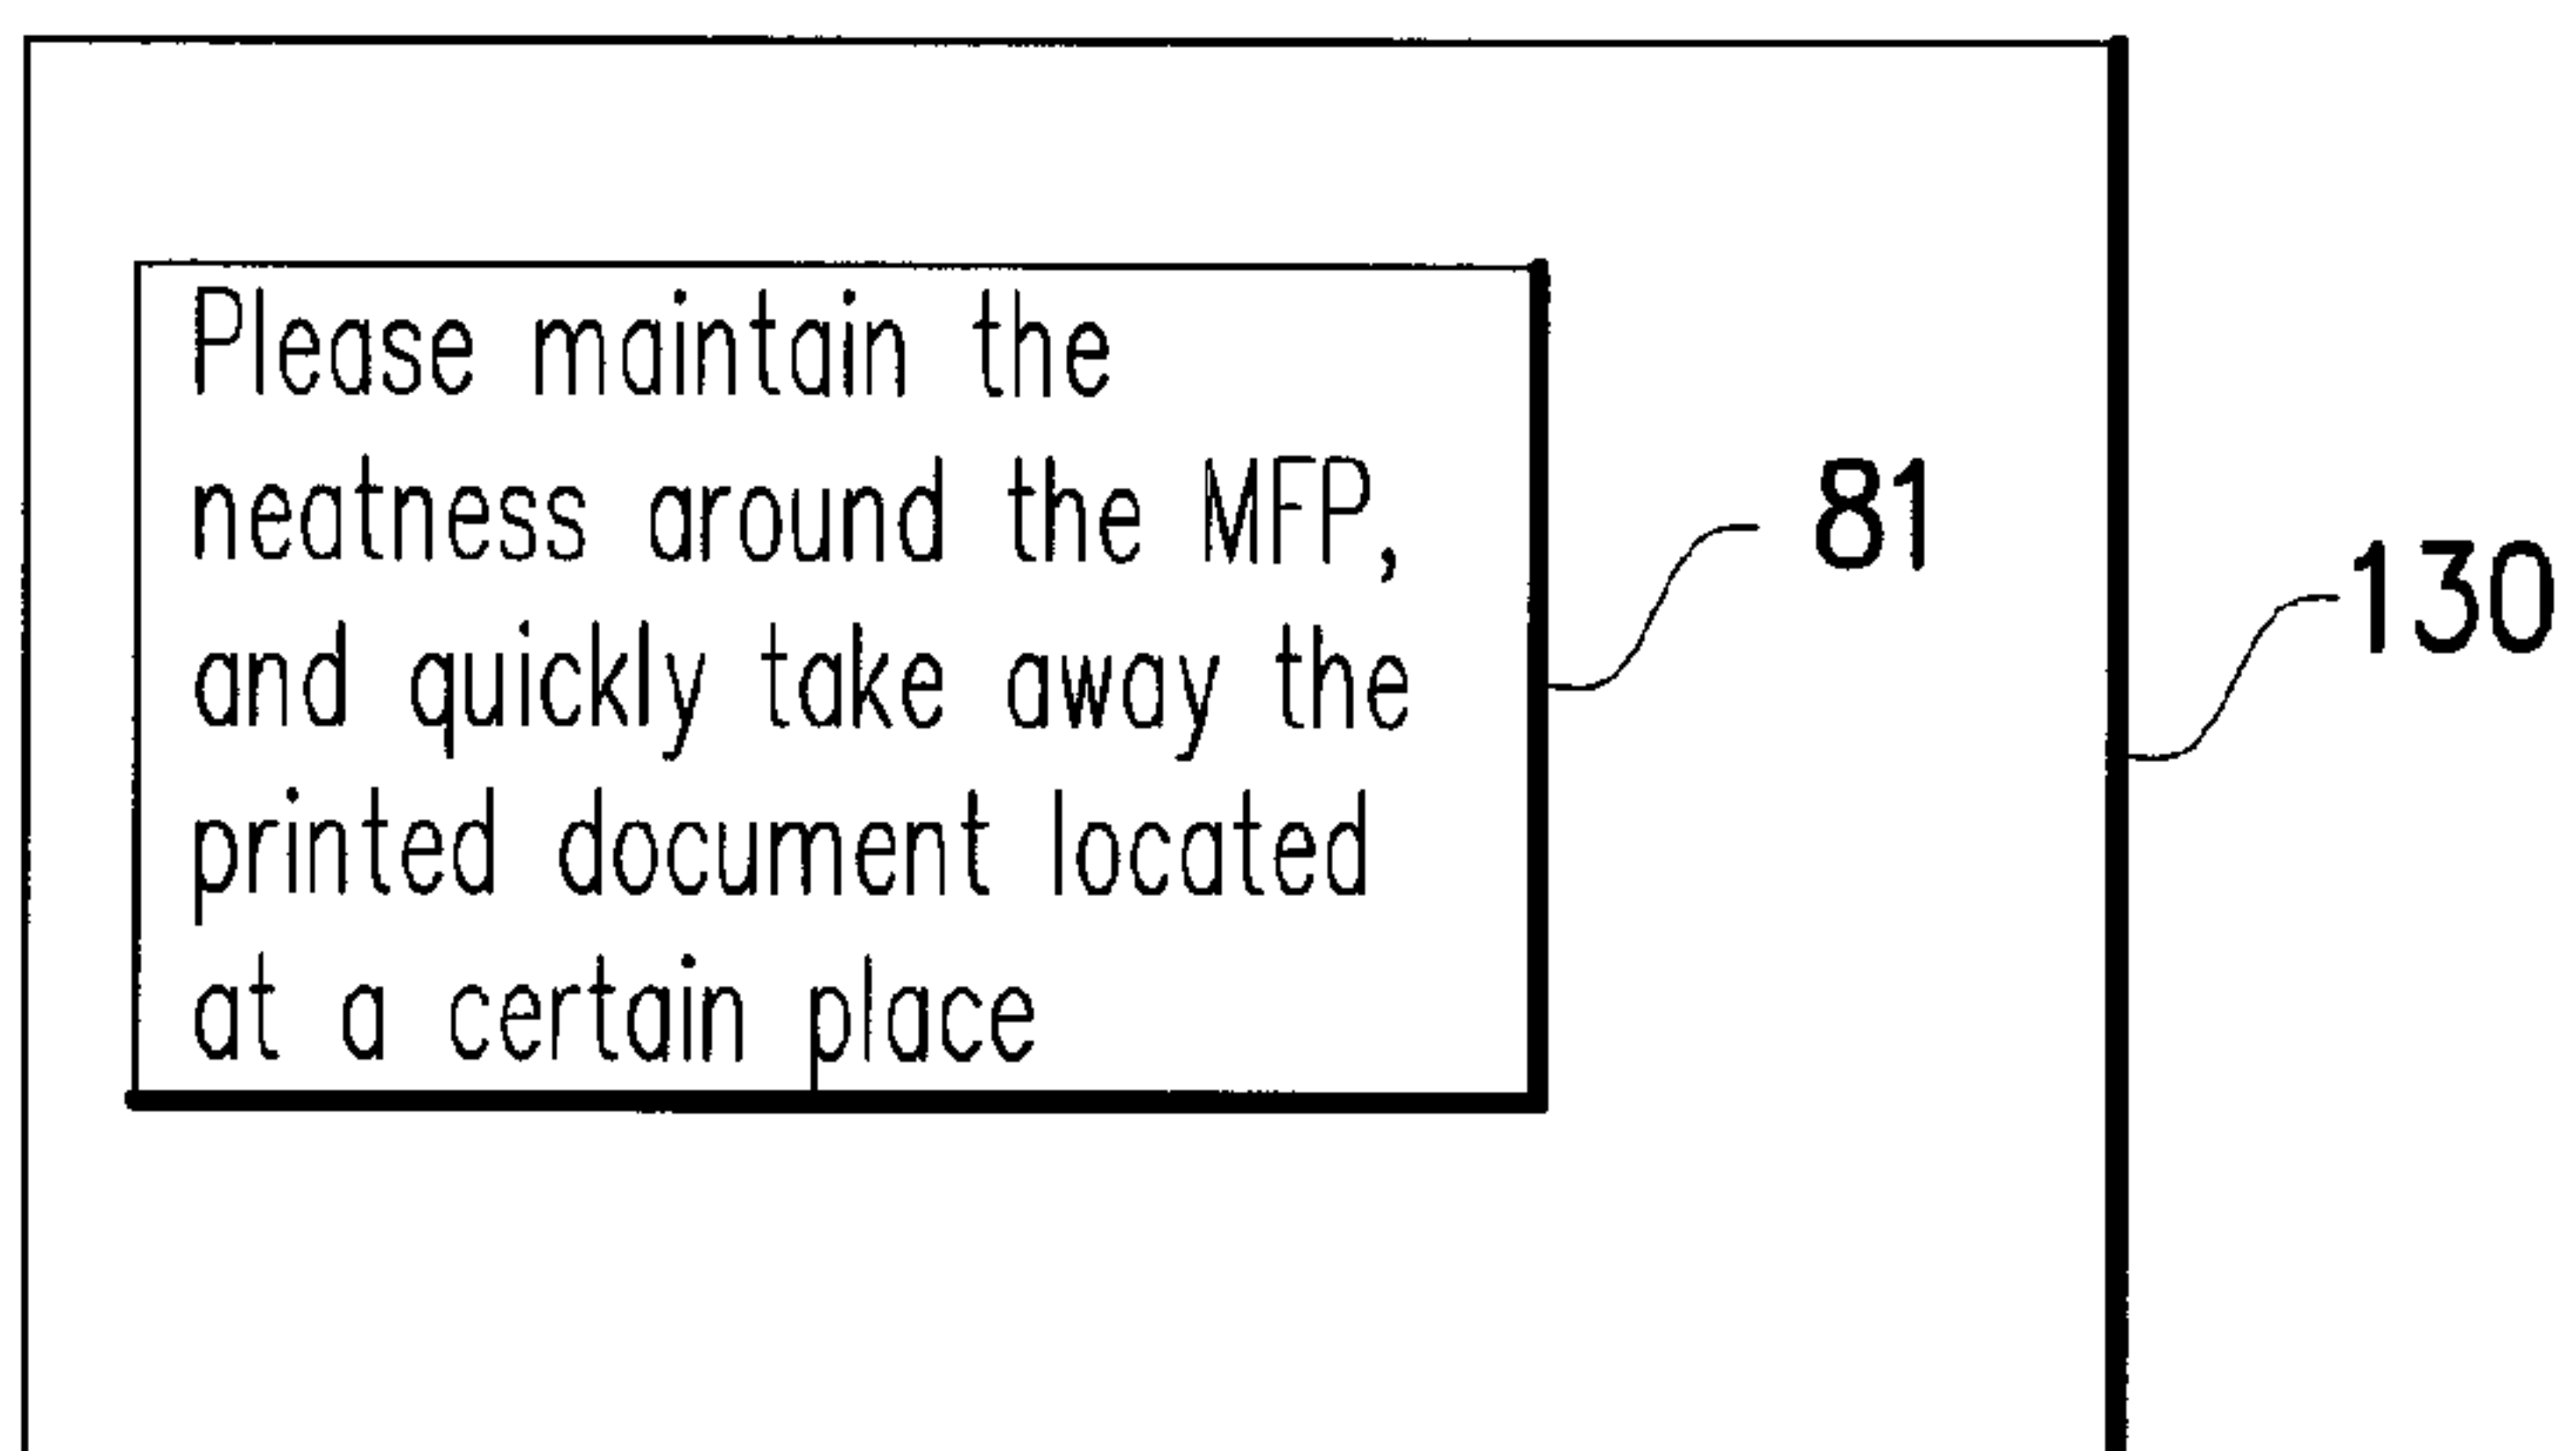 Please maintain the
neatness around the MFP,
and quickly take away the
printed document located
at a certain place
81
130